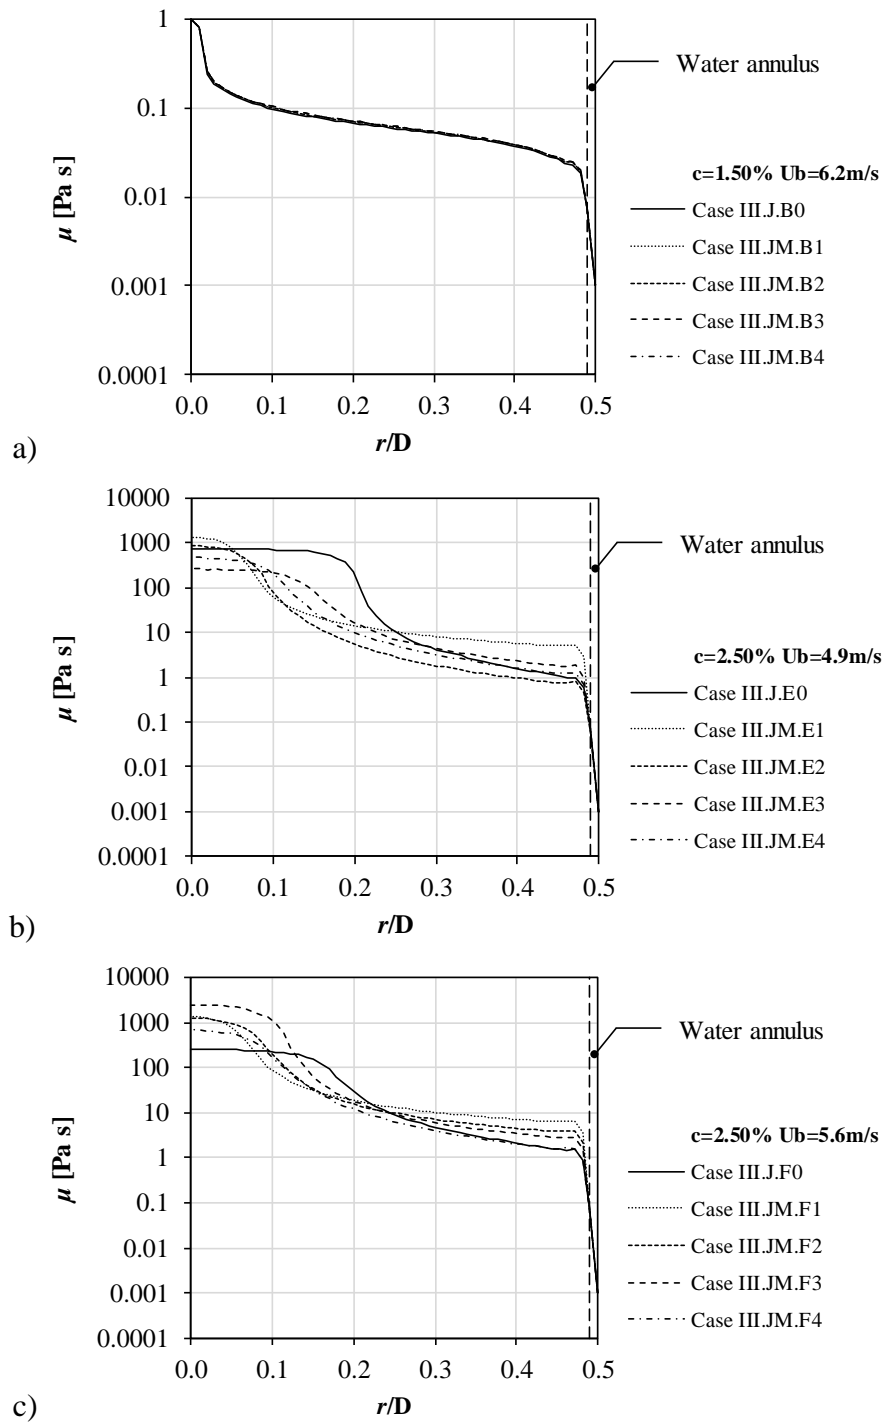 1
0.1
0.01
0.001
0.0001
μ [Pa s]
0.0 0.1 0.2 0.3 0.4 0.5
r/D
a)
Water annulus
c=1.50% Ub=6.2m/s
Case III.J.B0
Case III.JM.B1
Case III.JM.B2
Case III.JM.B3
Case III.JM.B4
10000
1000
100
10
1
0.1
0.01
0.001
0.0001
μ [Pa s]
0.0 0.1 0.2 0.3 0.4 0.5
r/D
b)
Water annulus
c=2.50% Ub=4.9m/s
Case III.J.E0
Case III.JM.E1
Case III.JM.E2
Case III.JM.E3
Case III.JM.E4
10000
1000
100
10
1
0.1
0.01
0.001
0.0001
μ [Pa s]
0.0 0.1 0.2 0.3 0.4 0.5
r/D
c)
Water annulus
c=2.50% Ub=5.6m/s
Case III.J.F0
Case III.JM.F1
Case III.JM.F2
Case III.JM.F3
Case III.JM.F4